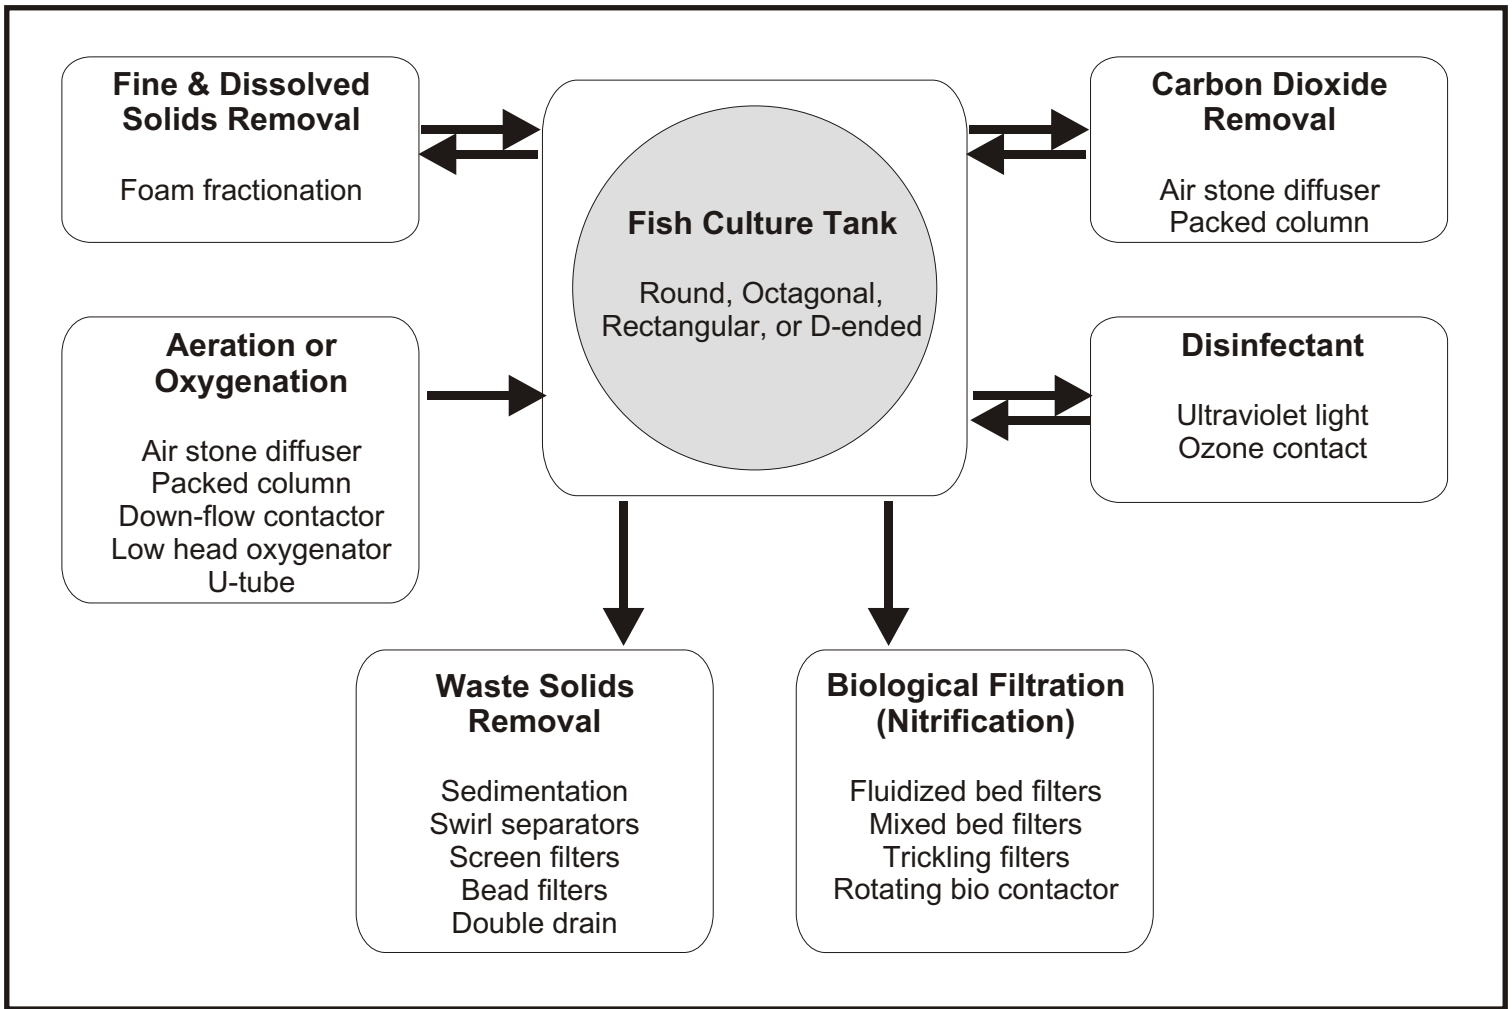 Fine & Dissolved
Solids Removal
Foam fractionation
Carbon Dioxide
Removal
Air stone diffuser
Packed column
Fish Culture Tank
Round, Octagonal,
Rectangular, or D-ended
Aeration or
Oxygenation
Air stone diffuser
Packed column
Down-flow contactor
Low head oxygenator
U-tube
Disinfectant
Ultraviolet light
Ozone contact
Waste Solids
Removal
Sedimentation
Swirl separators
Screen filters
Bead filters
Double drain
Biological Filtration
(Nitrification)
Fluidized bed filters
Mixed bed filters
Trickling filters
Rotating bio contactor